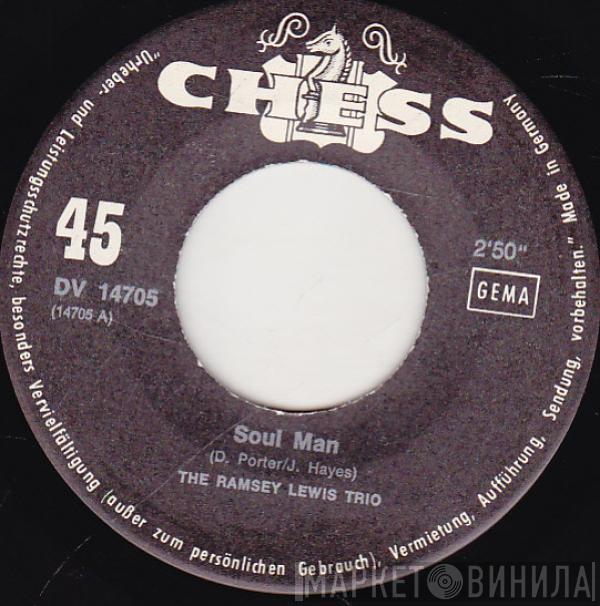 CHESS
45
DV 14705
(14705 A)
2'50"
GEMA
Soul Man
(D. Porter/J. Hayes)
THE RAMSEY LEWIS TRIO
"Urheber- und Leistungsschutzrechte, besonders Vervielfältigung (außer zum persönlichen Gebrauch), Vermietung, Aufführung, Sendung, vorbehalten." Made in Germany
МАРКЕТ ВИНИЛА